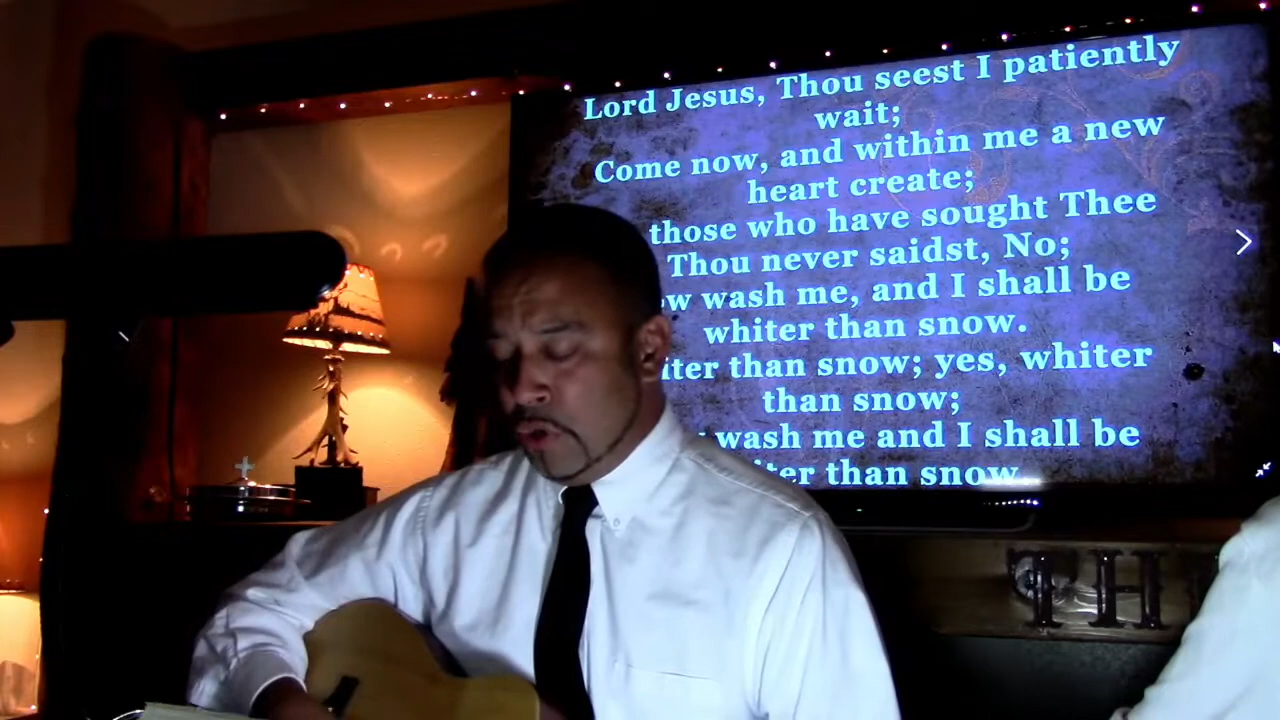 Lord Jesus, Thou seest I patiently
wait;
Come now, and within me a new
heart create;
those who have sought Thee
Thou never saidst, No;
wash me, and I shall be
whiter than snow.
than snow; yes, whiter
than snow;
wash me and I shall be
than snow
TH